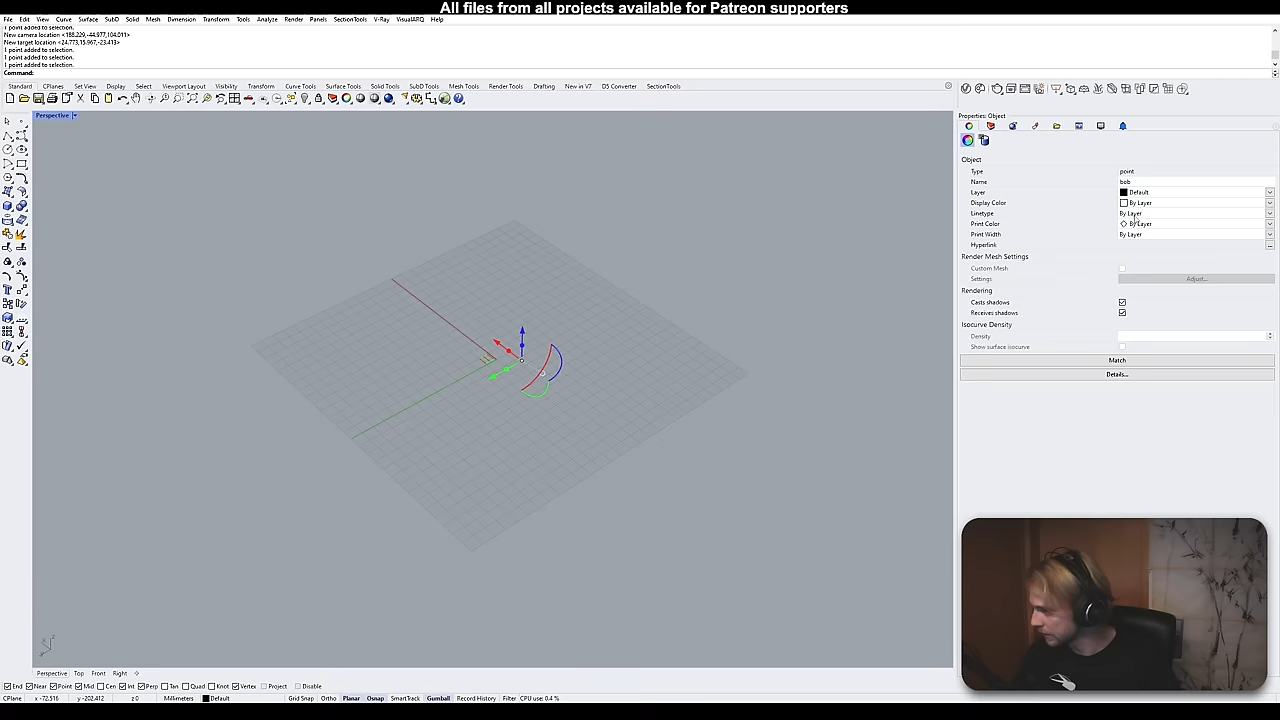 All files from all projects available for Patreon supporters
File Edit View Curve Surface SubD Solid Mesh Dimension Transform Tools Analyze Render Panels SectionTools V-Ray VisualARQ Help
1 point added to selection.
New camera location <188.229,-44.977,104.011>
New target location <24.773,15.967,-23.413>
1 point added to selection.
1 point added to selection.
1 point added to selection.
Command:
Standard CPlanes Set View Display Select Viewport Layout Visibility Transform Curve Tools Surface Tools Solid Tools SubD Tools Mesh Tools Render Tools Drafting New in V7 D5 Converter SectionTools
Perspective
Properties: Object
Object
Type point
Name bob
Layer Default
Display Color By Layer
Linetype By Layer
Print Color By Layer
Print Width By Layer
Hyperlink ...
Render Mesh Settings
Custom Mesh
Settings Adjust...
Rendering
Casts shadows
Receives shadows
Isocurve Density
Density
Show surface isocurve
Match
Details...
Perspective Top Front Right
End Near Point Mid Cen Int Perp Tan Quad Knot Vertex Project Disable
CPlane x -72.516 y -202.412 z 0 Millimeters Default Grid Snap Ortho Planar Osnap SmartTrack Gumball Record History Filter CPU use: 0.4 %